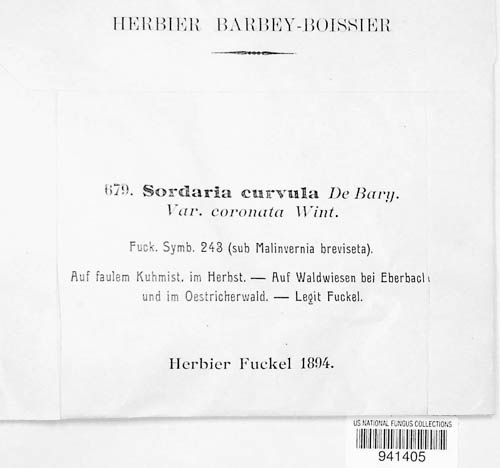 HERBIER BARBEY-BOISSIER
679. Sordaria curvula De Bary.
Var. coronata Wint.
Fuck. Symb. 243 (sub Malinvernia breviseta).
Auf faulem Kuhmist, im Herbst. — Auf Waldwiesen bei Eberbach
und im Oestricherwald. — Legit Fuckel.
Herbier Fuckel 1894.
US NATIONAL FUNGUS COLLECTIONS
941405